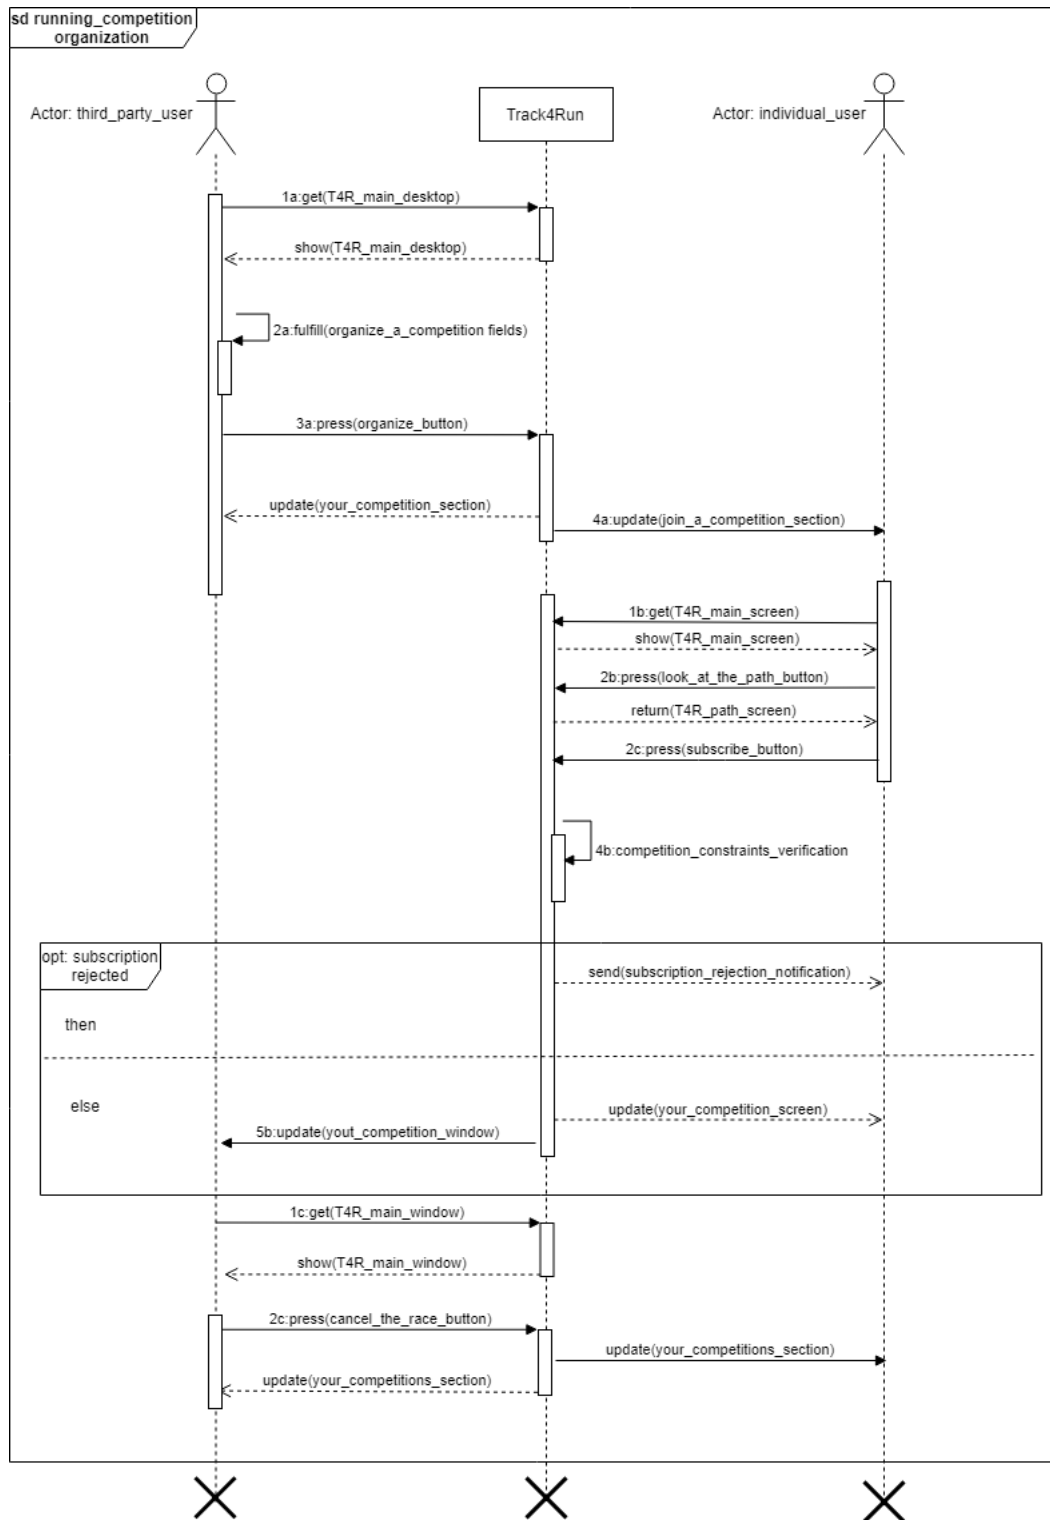 sd running_competition
organization
Actor: third_party_user
Track4Run
Actor: individual_user
1a:get(T4R_main_desktop)
show(T4R_main_desktop)
2a:fulfill(organize_a_competition fields)
3a:press(organize_button)
update(your_competition_section)
4a:update(join_a_competition_section)
1b:get(T4R_main_screen)
show(T4R_main_screen)
2b:press(look_at_the_path_button)
return(T4R_path_screen)
2c:press(subscribe_button)
4b:competition_constraints_verification
opt: subscription
rejected
send(subscription_rejection_notification)
then
else
update(your_competition_screen)
5b:update(yout_competition_window)
1c:get(T4R_main_window)
show(T4R_main_window)
2c:press(cancel_the_race_button)
update(your_competitions_section)
update(your_competitions_section)